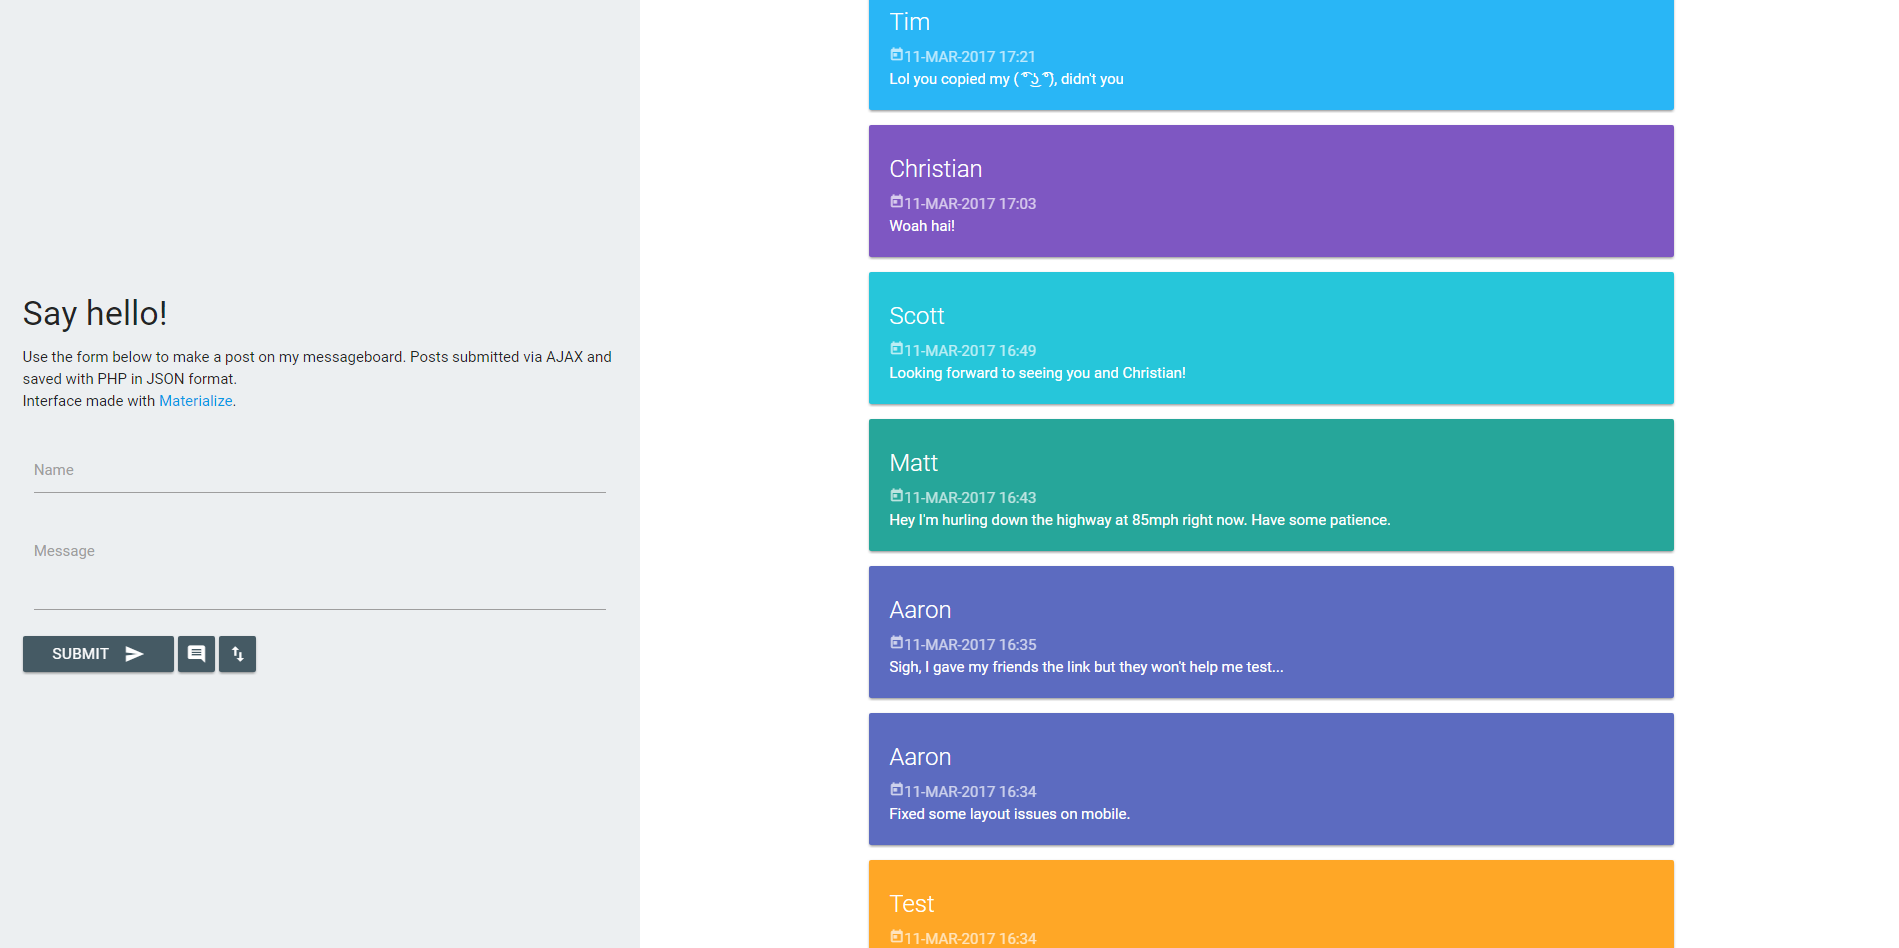 Say hello!
Use the form below to make a post on my messageboard. Posts submitted via AJAX and
saved with PHP in JSON format.
Interface made with Materialize.
Name
Message
SUBMIT
Tim
11-MAR-2017 17:21
Lol you copied my ( ͡° ͜ʖ ͡°), didn't you
Christian
11-MAR-2017 17:03
Woah hai!
Scott
11-MAR-2017 16:49
Looking forward to seeing you and Christian!
Matt
11-MAR-2017 16:43
Hey I'm hurling down the highway at 85mph right now. Have some patience.
Aaron
11-MAR-2017 16:35
Sigh, I gave my friends the link but they won't help me test...
Aaron
11-MAR-2017 16:34
Fixed some layout issues on mobile.
Test
11-MAR-2017 16:34